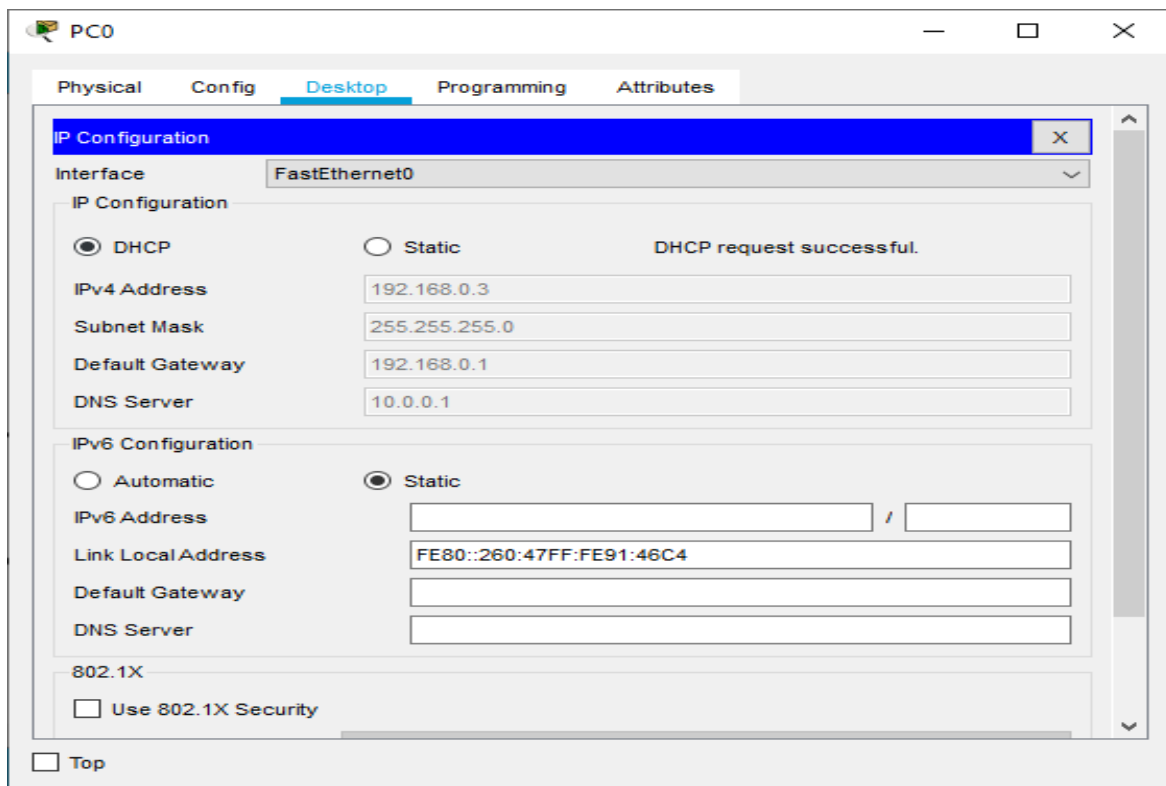 PC0
Physical Config Desktop Programming Attributes
IP Configuration X
Interface FastEthernet0
IP Configuration
DHCP Static DHCP request successful.
IPv4 Address 192.168.0.3
Subnet Mask 255.255.255.0
Default Gateway 192.168.0.1
DNS Server 10.0.0.1
IPv6 Configuration
Automatic Static
IPv6 Address /
Link Local Address FE80::260:47FF:FE91:46C4
Default Gateway
DNS Server
802.1X
Use 802.1X Security
Top